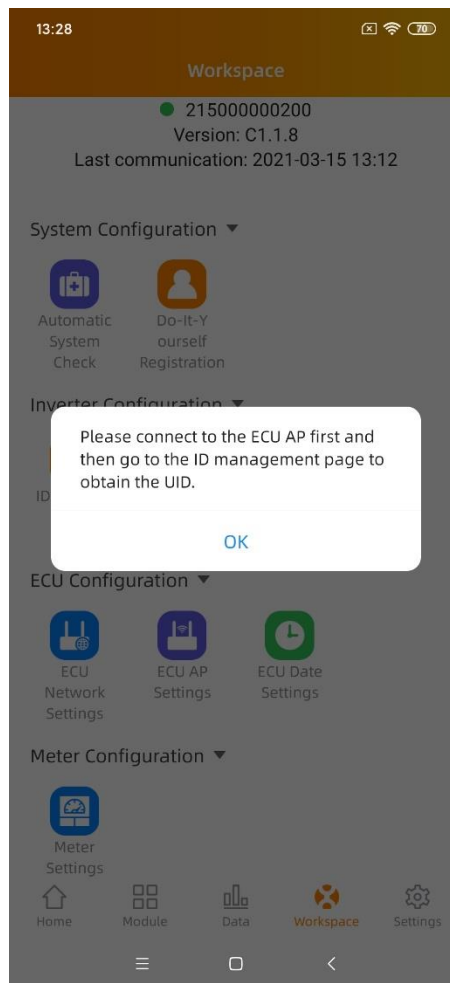 13:28
70
Workspace
215000000200
Version: C1.1.8
Last communication: 2021-03-15 13:12
System Configuration
Automatic
System
Check
Do-It-Y
ourself
Registration
Inverter Configuration
Please connect to the ECU AP first and
then go to the ID management page to
obtain the UID.
ID
OK
ECU Configuration
ECU
Network
Settings
ECU AP
Settings
ECU Date
Settings
Meter Configuration
Meter
Settings
Home
Module
Data
Workspace
Settings